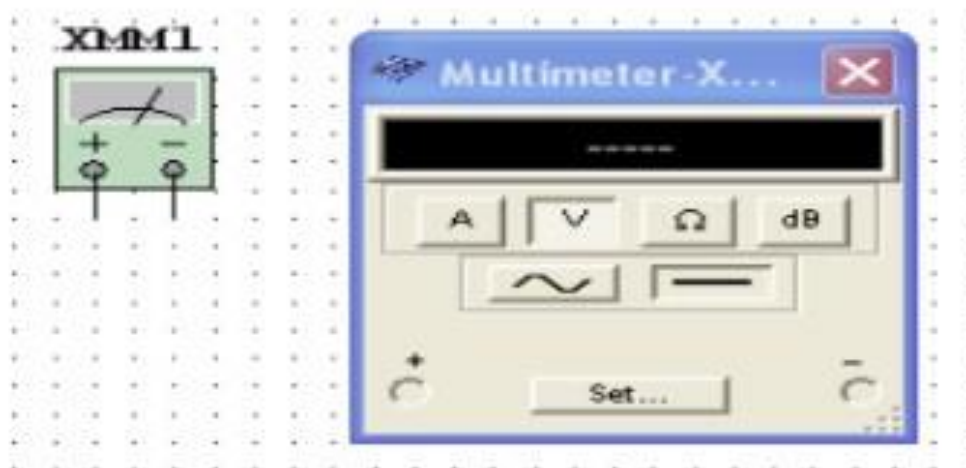 XMM1
Multimeter-X...
-----
A V Ω dB
+ -
+ -
Set...